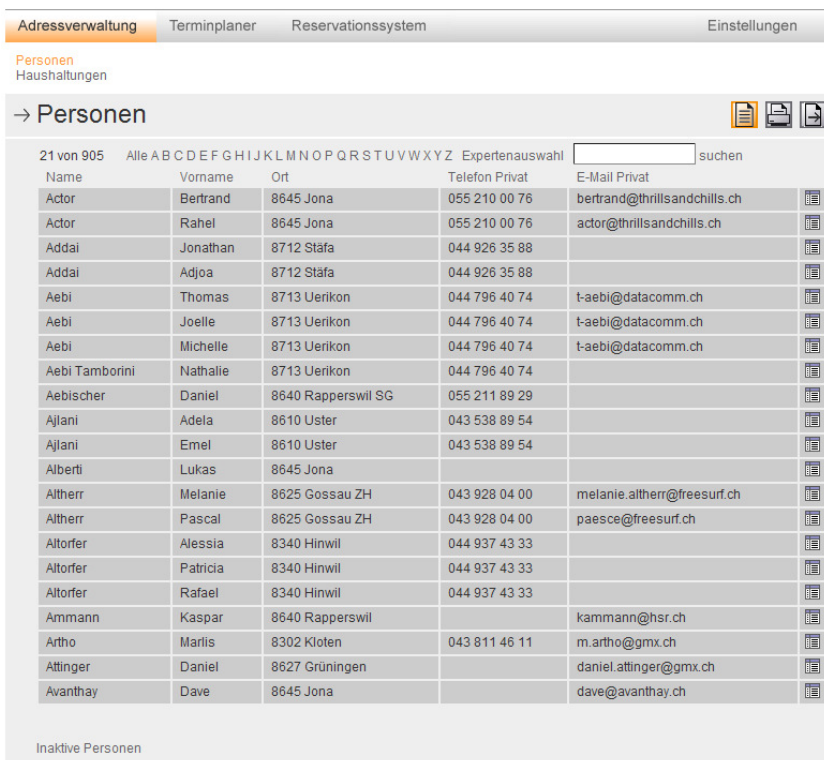 Adressverwaltung Terminplaner Reservationssystem Einstellungen
Personen
Haushaltungen
→ Personen
21 von 905 Alle A B C D E F G H I J K L M N O P Q R S T U V W X Y Z Expertenauswahl suchen
Name Vorname Ort Telefon Privat E-Mail Privat
Actor Bertrand 8645 Jona 055 210 00 76 bertrand@thrillsandchills.ch
Actor Rahel 8645 Jona 055 210 00 76 actor@thrillsandchills.ch
Addai Jonathan 8712 Stäfa 044 926 35 88
Addai Adjoa 8712 Stäfa 044 926 35 88
Aebi Thomas 8713 Uerikon 044 796 40 74 t-aebi@datacomm.ch
Aebi Joelle 8713 Uerikon 044 796 40 74 t-aebi@datacomm.ch
Aebi Michelle 8713 Uerikon 044 796 40 74 t-aebi@datacomm.ch
Aebi Tamborini Nathalie 8713 Uerikon 044 796 40 74
Aebischer Daniel 8640 Rapperswil SG 055 211 89 29
Ajlani Adela 8610 Uster 043 538 89 54
Ajlani Emel 8610 Uster 043 538 89 54
Alberti Lukas 8645 Jona
Altherr Melanie 8625 Gossau ZH 043 928 04 00 melanie.altherr@freesurf.ch
Altherr Pascal 8625 Gossau ZH 043 928 04 00 paesce@freesurf.ch
Altorfer Alessia 8340 Hinwil 044 937 43 33
Altorfer Patricia 8340 Hinwil 044 937 43 33
Altorfer Rafael 8340 Hinwil 044 937 43 33
Ammann Kaspar 8640 Rapperswil kammann@hsr.ch
Artho Marlis 8302 Kloten 043 811 46 11 m.artho@gmx.ch
Attinger Daniel 8627 Grüningen daniel.attinger@gmx.ch
Avanthay Dave 8645 Jona dave@avanthay.ch
Inaktive Personen